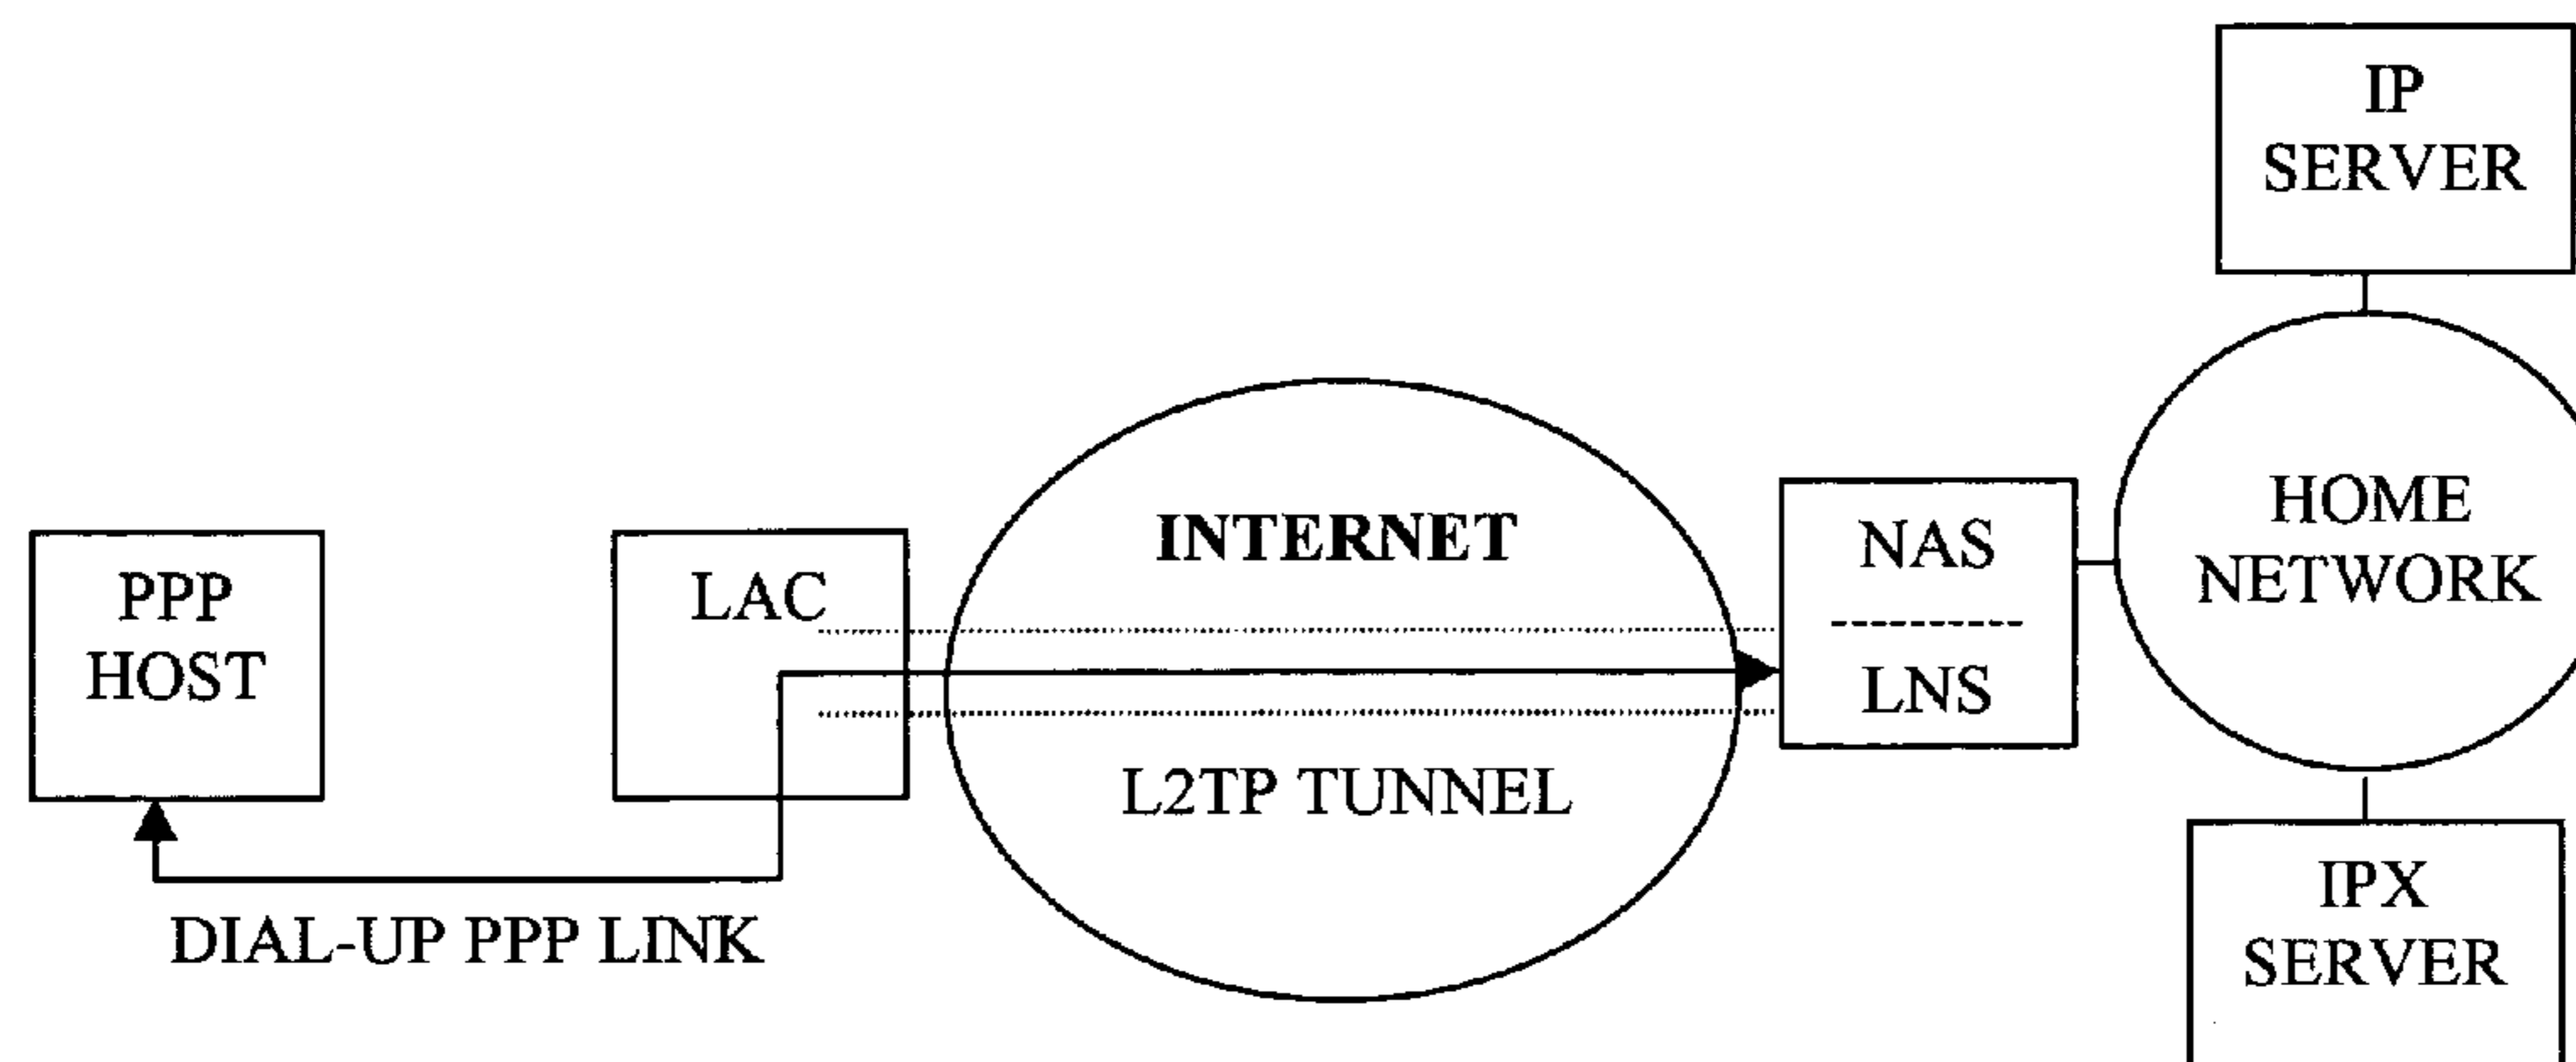 IP
SERVER
PPP
HOST
LAC
INTERNET
L2TP TUNNEL
NAS
LNS
HOME
NETWORK
DIAL-UP PPP LINK
IPX
SERVER